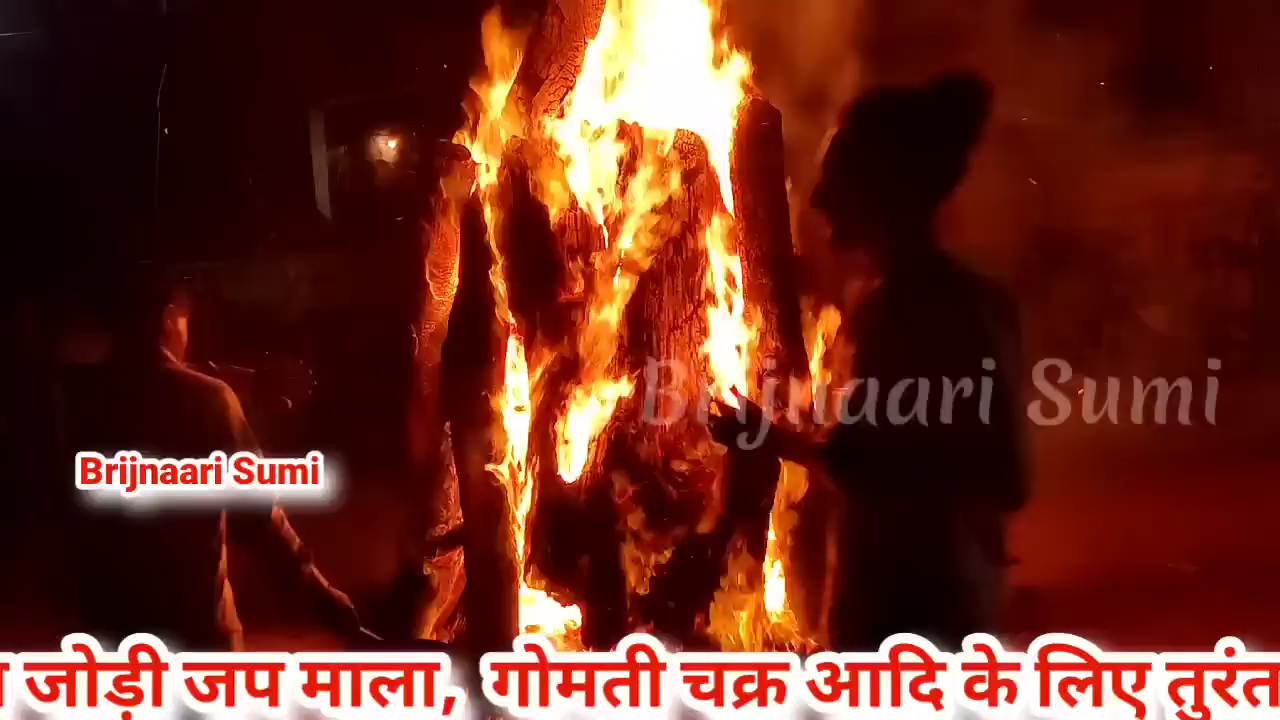 Brijnaari Sumi
Brijnaari Sumi
जोड़ी जप माला, गोमती चक्र आदि के लिए तुरंत